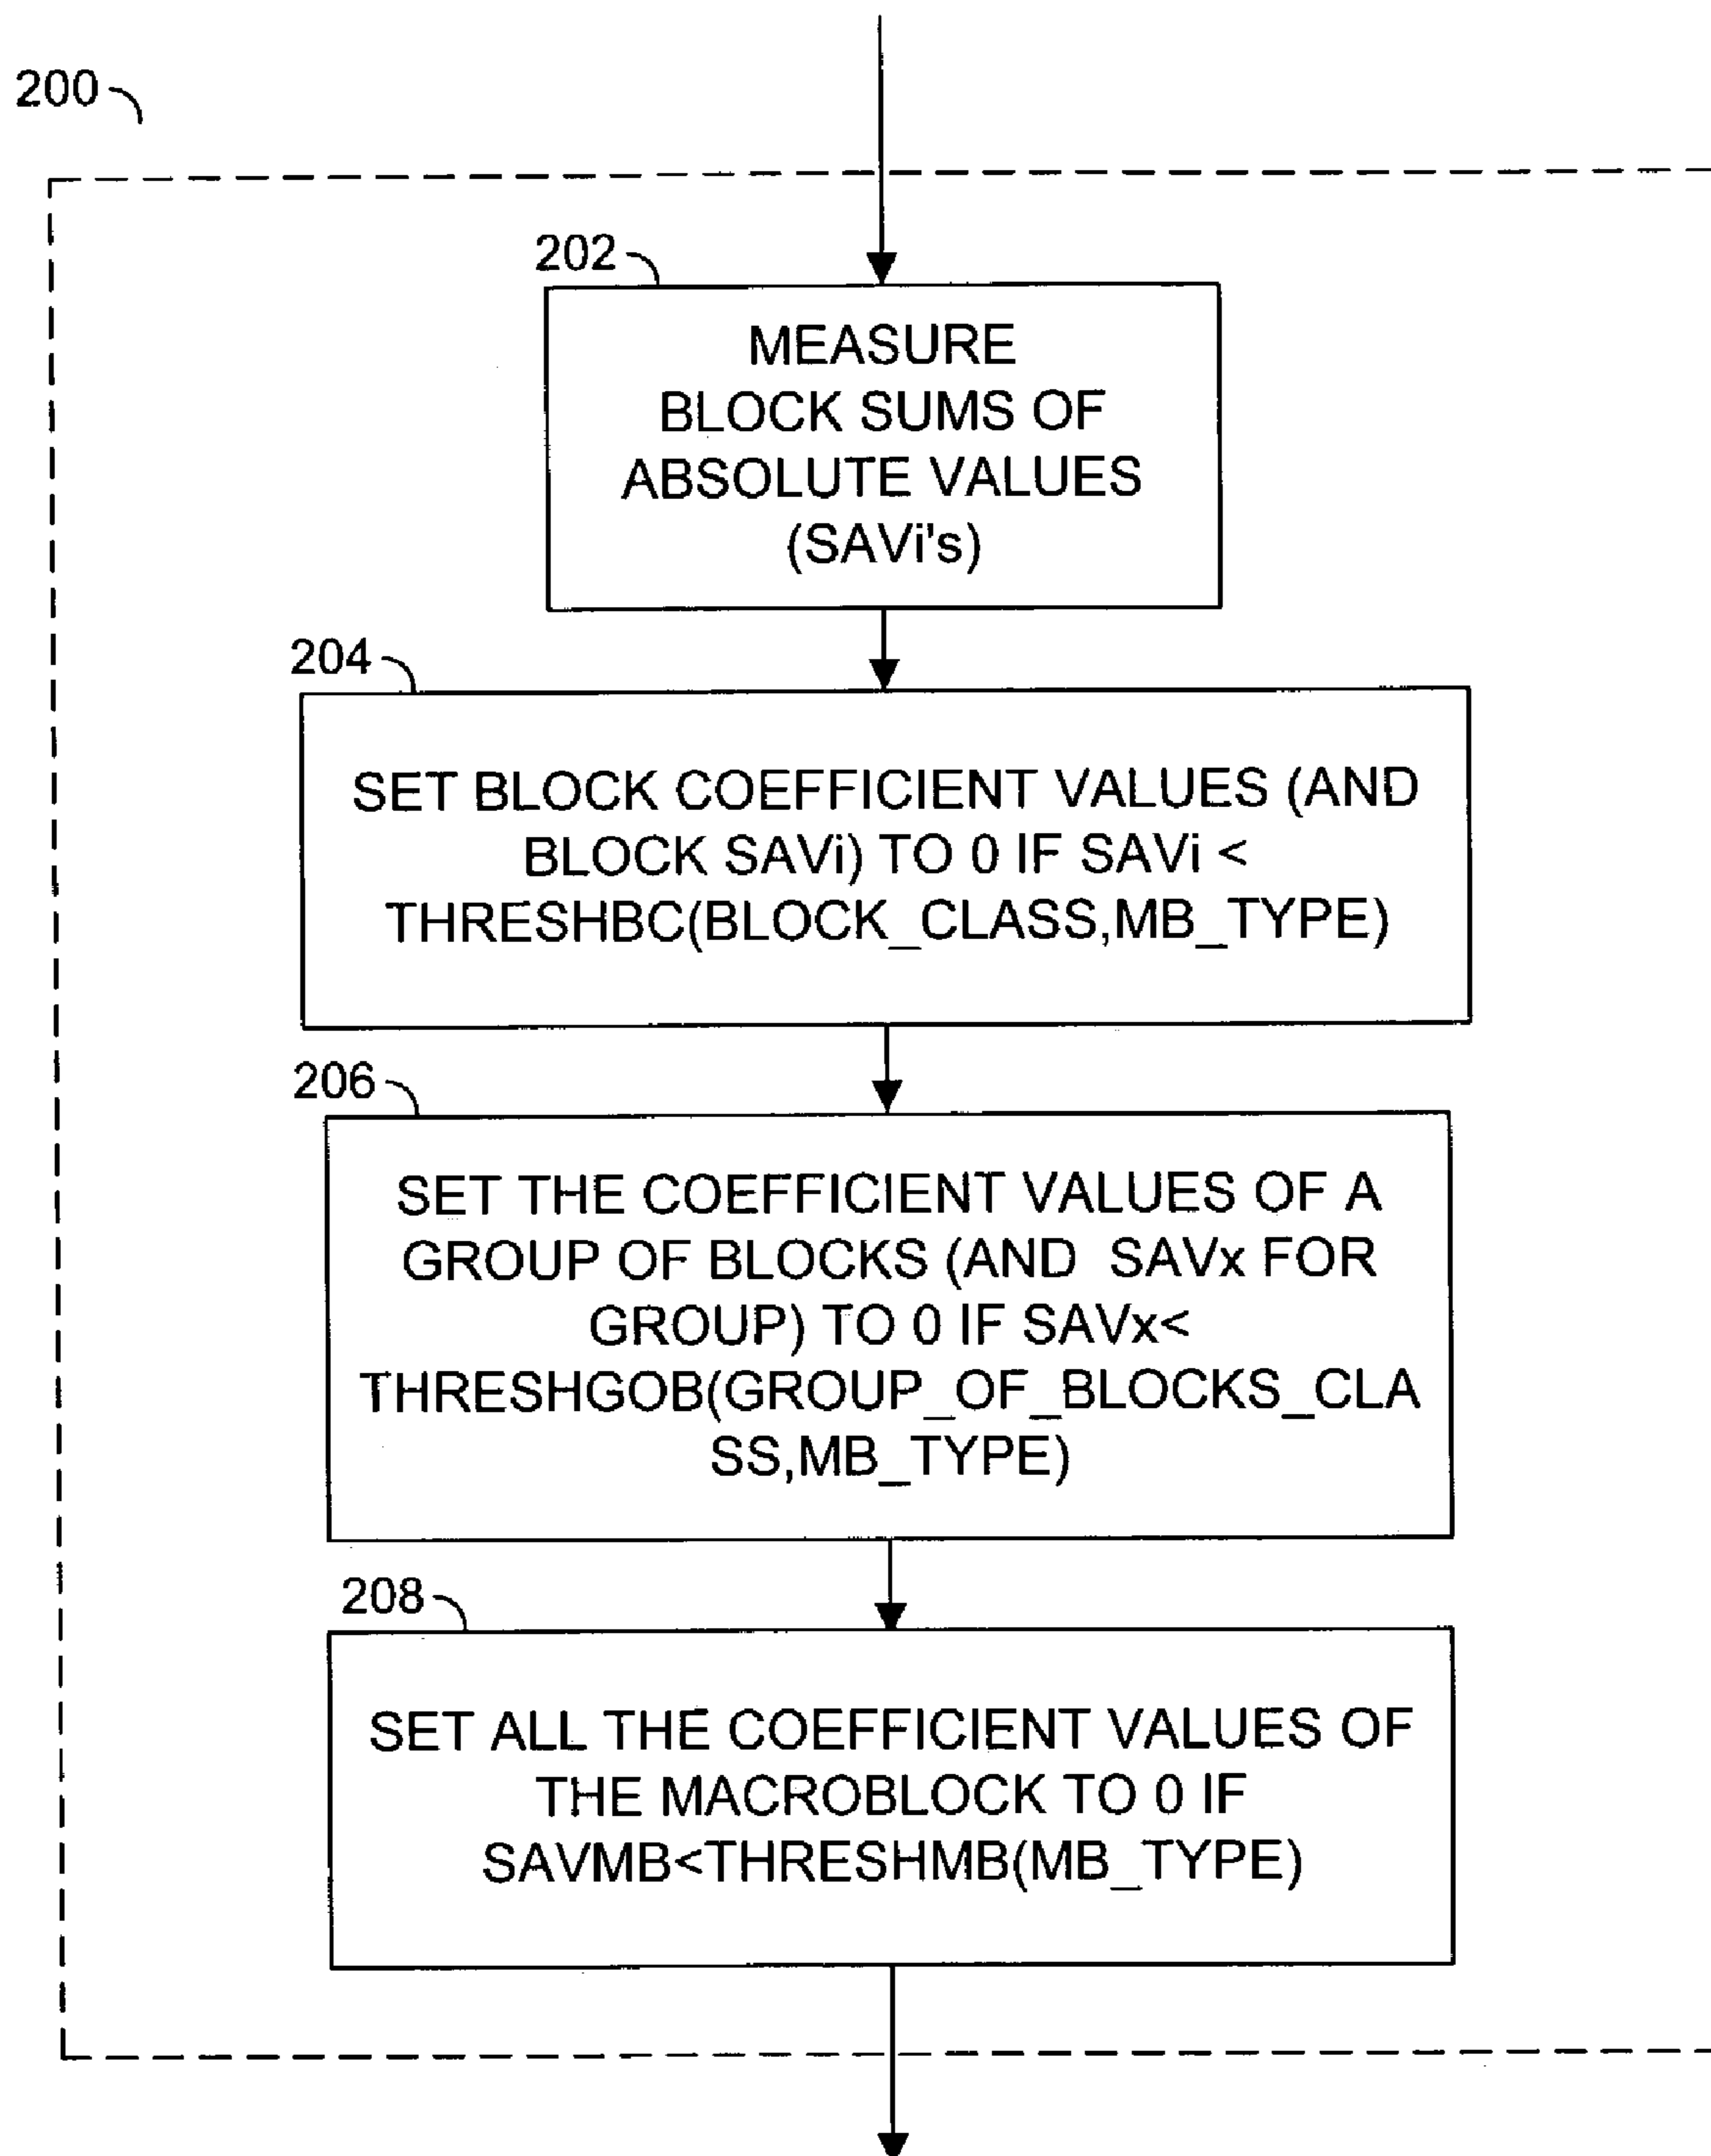 200
202
MEASURE
BLOCK SUMS OF
ABSOLUTE VALUES
(SAVi's)
204
SET BLOCK COEFFICIENT VALUES (AND
BLOCK SAVi) TO 0 IF SAVi <
THRESHBC(BLOCK_CLASS,MB_TYPE)
206
SET THE COEFFICIENT VALUES OF A
GROUP OF BLOCKS (AND SAVx FOR
GROUP) TO 0 IF SAVx<
THRESHGOB(GROUP_OF_BLOCKS_CLA
SS,MB_TYPE)
208
SET ALL THE COEFFICIENT VALUES OF
THE MACROBLOCK TO 0 IF
SAVMB<THRESHMB(MB_TYPE)